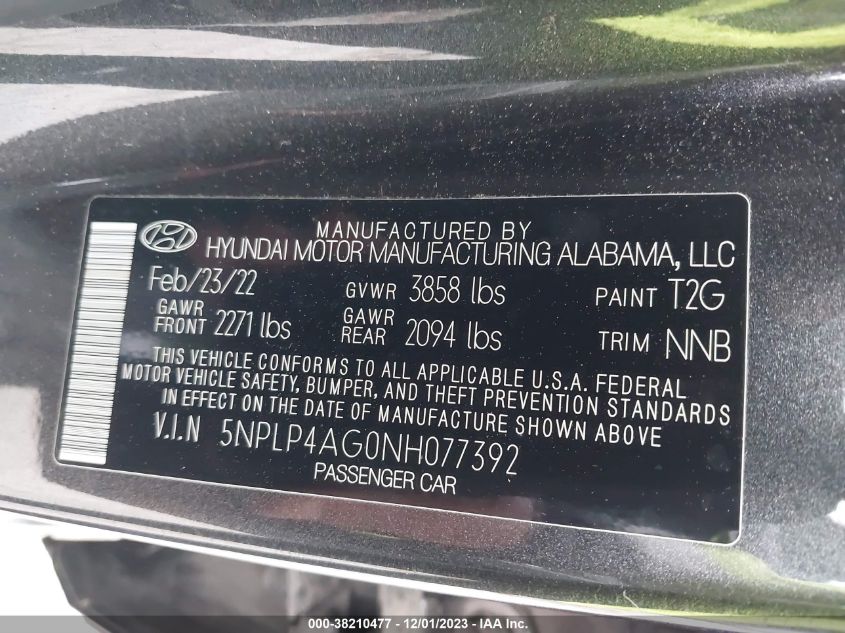 MANUFACTURED BY
HYUNDAI MOTOR MANUFACTURING ALABAMA, LLC
Feb/23/22 GVWR 3858 lbs PAINT T2G
GAWR FRONT 2271 lbs GAWR REAR 2094 lbs TRIM NNB
THIS VEHICLE CONFORMS TO ALL APPLICABLE U.S.A. FEDERAL
MOTOR VEHICLE SAFETY, BUMPER, AND THEFT PREVENTION STANDARDS
IN EFFECT ON THE DATE OF MANUFACTURE SHOWN ABOVE
V.I.N 5NPLP4AG0NH077392
PASSENGER CAR
000-38210477 - 12/01/2023 - IAA Inc.